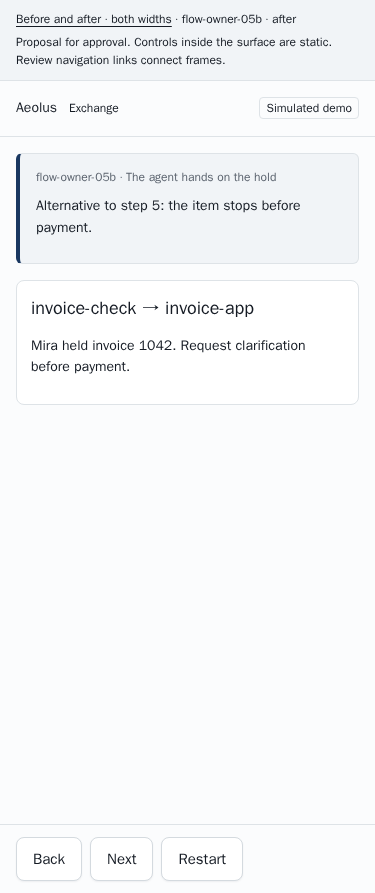 Before and after · both widths · flow-owner-05b · after
Proposal for approval. Controls inside the surface are static.
Review navigation links connect frames.
Aeolus Exchange Simulated demo
flow-owner-05b · The agent hands on the hold
Alternative to step 5: the item stops before
payment.
invoice-check → invoice-app
Mira held invoice 1042. Request clarification
before payment.
Back Next Restart